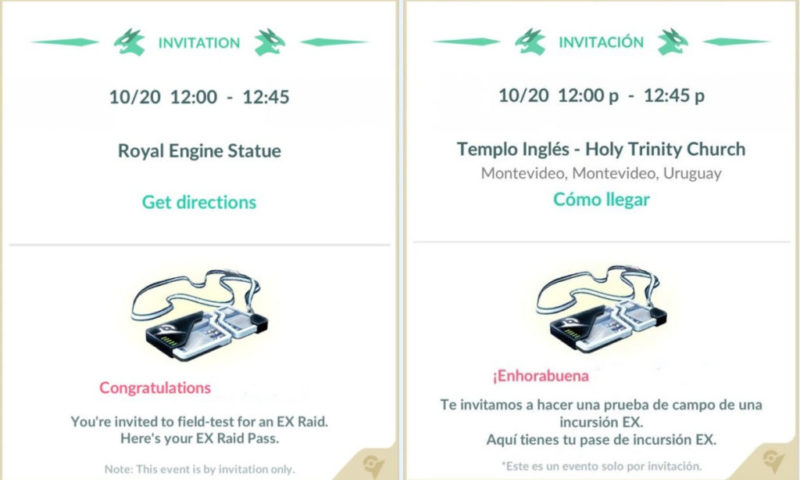 INVITATION
10/20 12:00 - 12:45
Royal Engine Statue
Get directions
Congratulations
You're invited to field-test for an EX Raid.
Here's your EX Raid Pass.
Note: This event is by invitation only.
INVITACIÓN
10/20 12:00 p - 12:45 p
Templo Inglés - Holy Trinity Church
Montevideo, Montevideo, Uruguay
Cómo llegar
¡Enhorabuena
Te invitamos a hacer una prueba de campo de una
incursión EX.
Aquí tienes tu pase de incursión EX.
*Este es un evento solo por invitación.